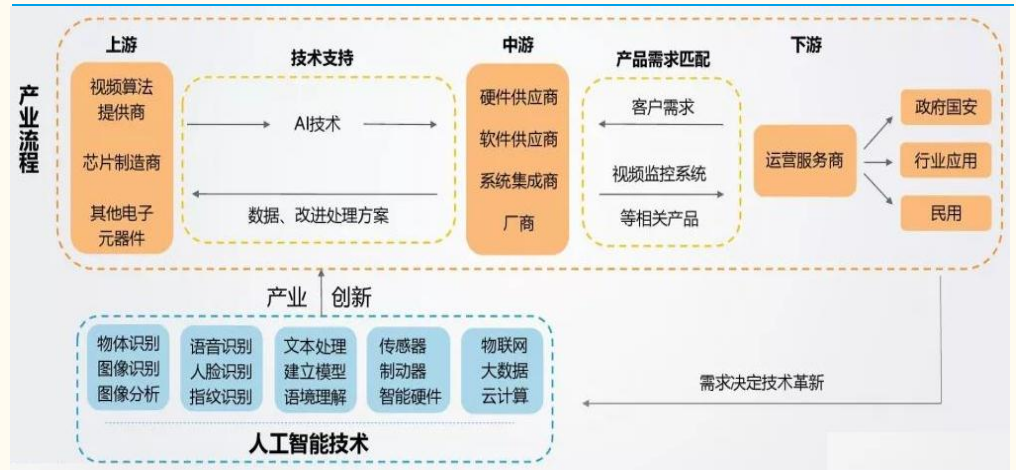 上游
技术支持
中游
产品需求匹配
下游
产业流程
视频算法
提供商
芯片制造商
其他电子
元器件
AI技术
数据、改进处理方案
硬件供应商
软件供应商
系统集成商
厂商
客户需求
视频监控系统
等相关产品
运营服务商
政府国安
行业应用
民用
产业 创新
物体识别
图像识别
图像分析
语音识别
人脸识别
指纹识别
文本处理
建立模型
语境理解
传感器
制动器
智能硬件
物联网
大数据
云计算
人工智能技术
需求决定技术革新